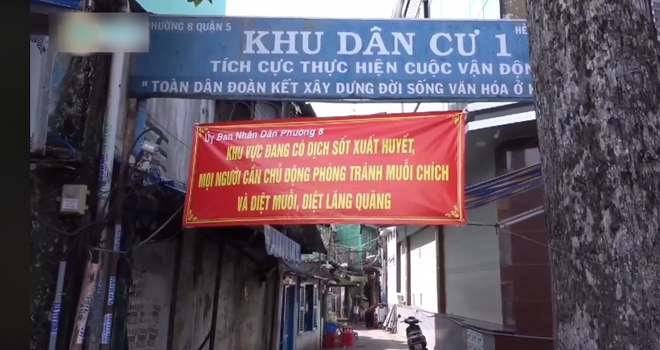 PHƯỜNG 8 QUẬN 5
HẺ
KHU DÂN CƯ 1
TÍCH CỰC THỰC HIỆN CUỘC VẬN ĐỘN
"TOÀN DÂN ĐOÀN KẾT XÂY DỰNG ĐỜI SỐNG VĂN HÓA Ở K
Ủy Ban Nhân Dân Phường 8
KHU VỰC ĐANG CÓ DỊCH SỐT XUẤT HUYẾT,
MỌI NGƯỜI CẦN CHỦ ĐỘNG PHÒNG TRÁNH MUỖI CHÍCH
VÀ DIỆT MUỖI, DIỆT LĂNG QUĂNG